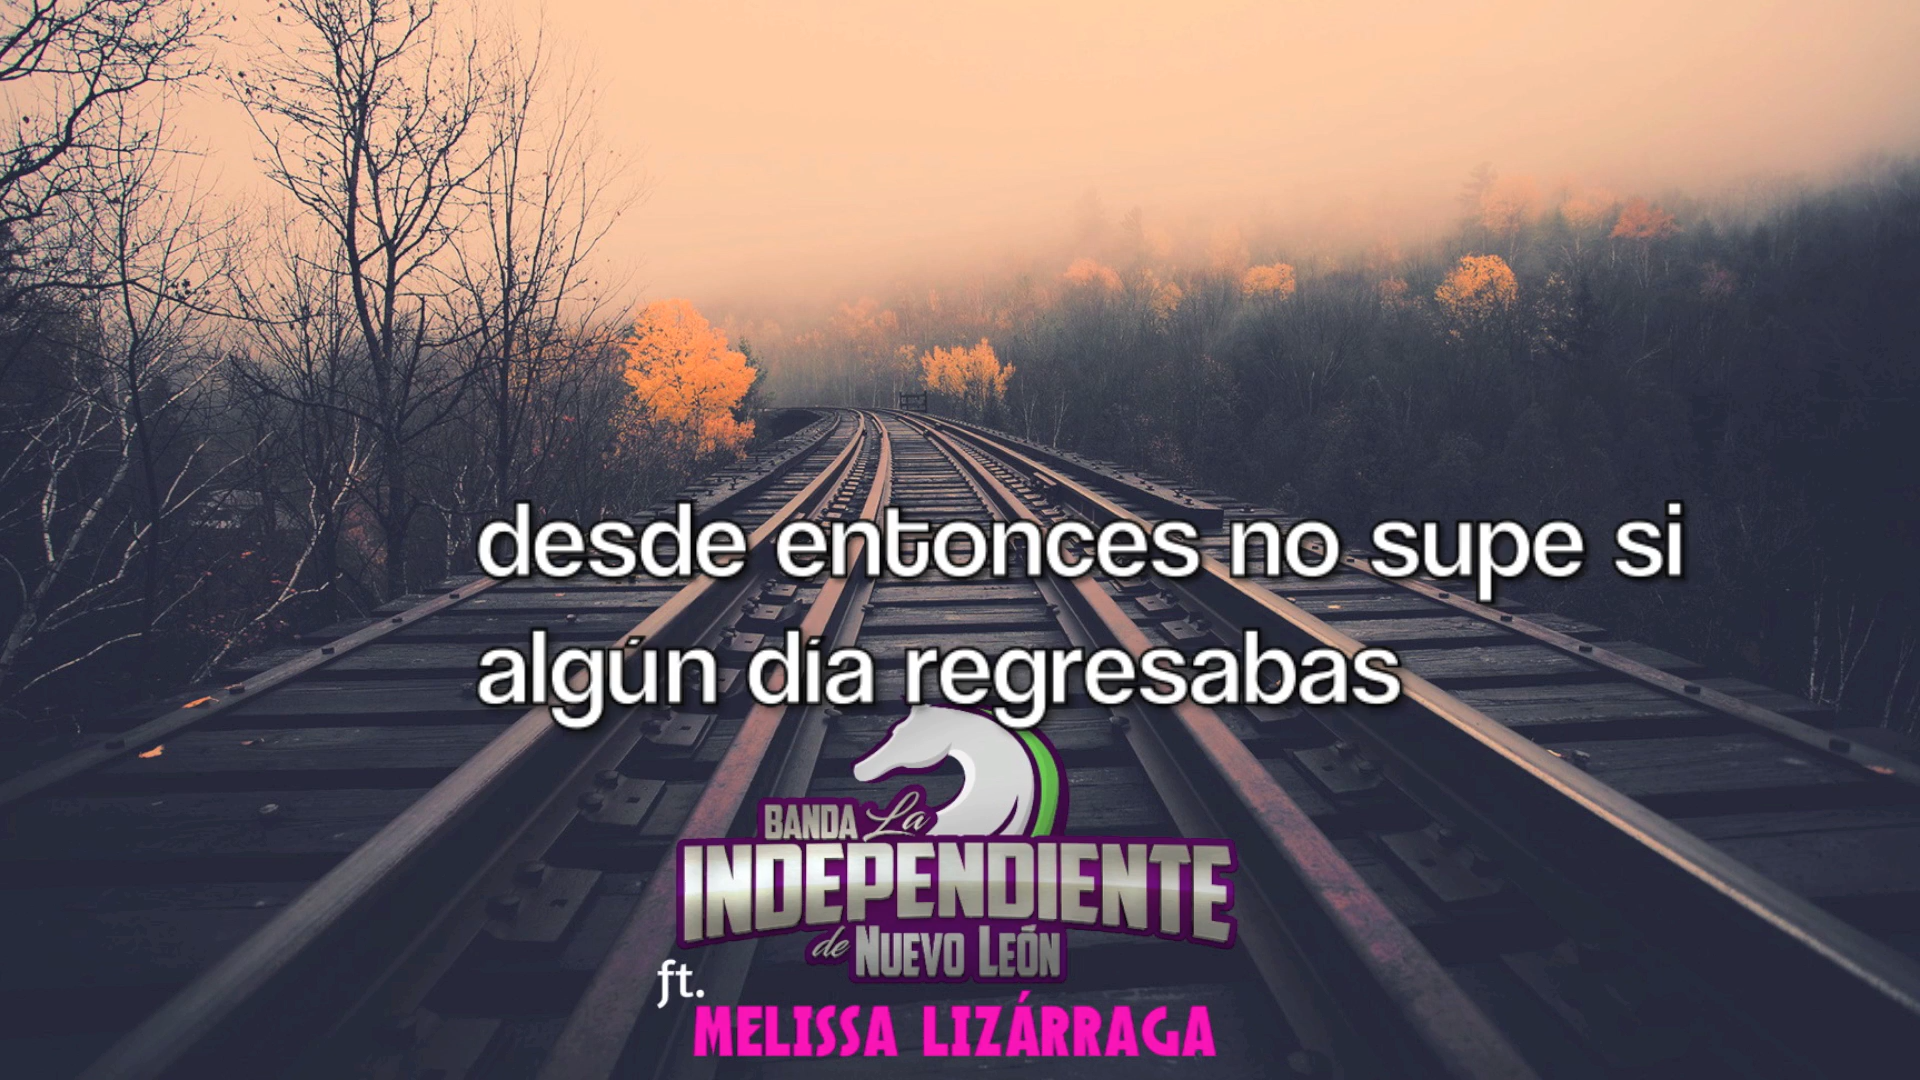 desde entonces no supe si
algún día regresabas
BANDA La
INDEPENDIENTE
de NUEVO LEÓN
ft.
MELISSA LIZÁRRAGA